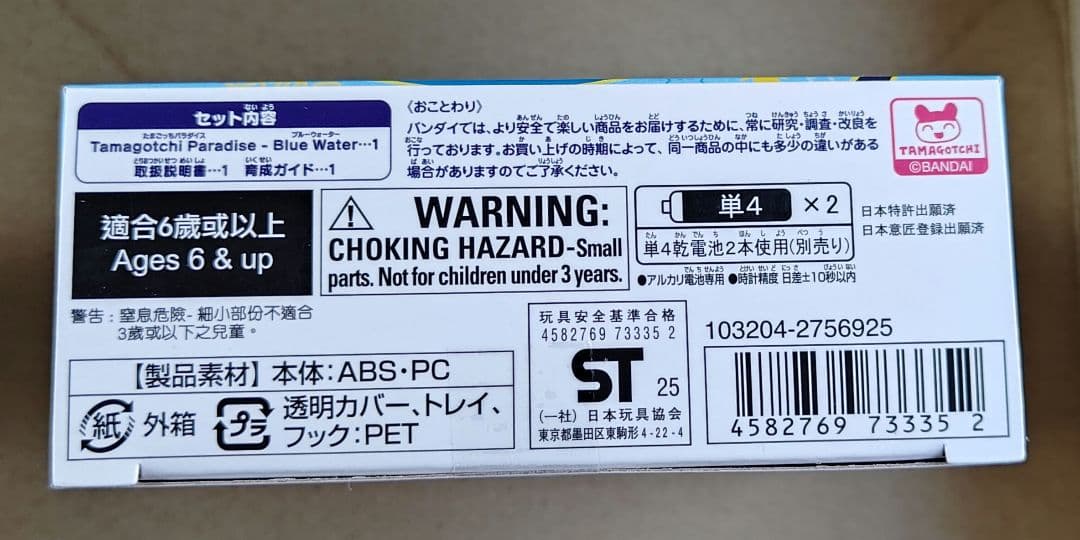 セット内容
Tamagotchi Paradise - Blue Water…1
取扱説明書…1 育成ガイド…1
〈おことわり〉
バンダイでは、より安全で楽しい商品をお届けするために、常に研究・調査・改良を
行っております。お買い上げの時期によって、同一商品の中にも多少の違いがある
場合がありますのでご了承ください。
TAMAGOTCHI
©BANDAI
適合6歲或以上
Ages 6 & up
WARNING:
CHOKING HAZARD-Small
parts. Not for children under 3 years.
単4 ×2
単4乾電池2本使用(別売り)
●アルカリ電池専用 ●時計精度 日差±10秒以内
日本特許出願済
日本意匠登録出願済
警告：窒息危險- 細小部份不適合
3歲或以下之兒童。
【製品素材】本体：ABS・PC
紙 外箱
プラ 透明カバー、トレイ、
フック：PET
玩具安全基準合格
4582769 73335 2
ST 25
(一社) 日本玩具協会
東京都墨田区東駒形4-22-4
103204-2756925
4582769 73335 2